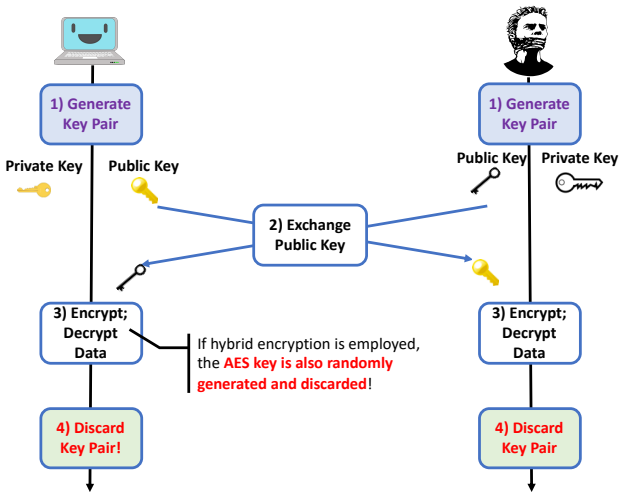 1) Generate
Key Pair
1) Generate
Key Pair
Private Key
Public Key
Public Key
Private Key
2) Exchange
Public Key
3) Encrypt;
Decrypt
Data
If hybrid encryption is employed,
the AES key is also randomly
generated and discarded!
3) Encrypt;
Decrypt
Data
4) Discard
Key Pair!
4) Discard
Key Pair